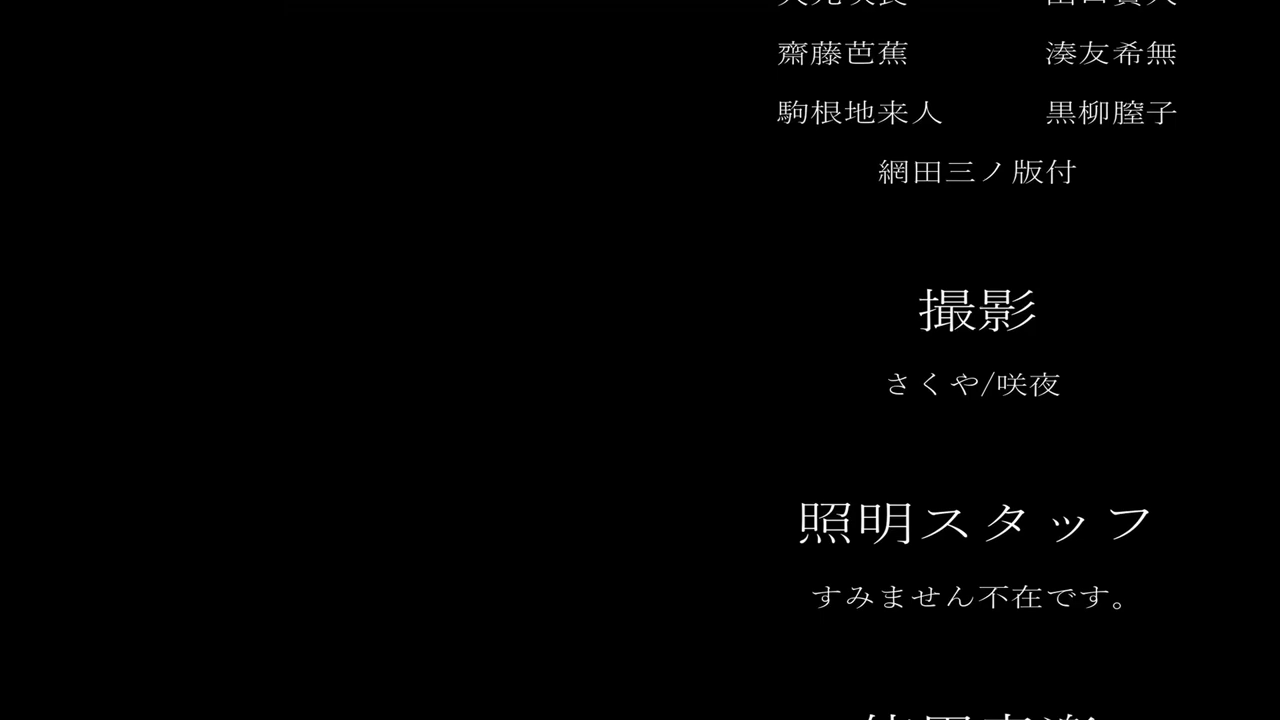 齋藤芭蕉 湊友希無
駒根地来人 黒柳膣子
網田三ノ版付
撮影
さくや/咲夜
照明スタッフ
すみません不在です。